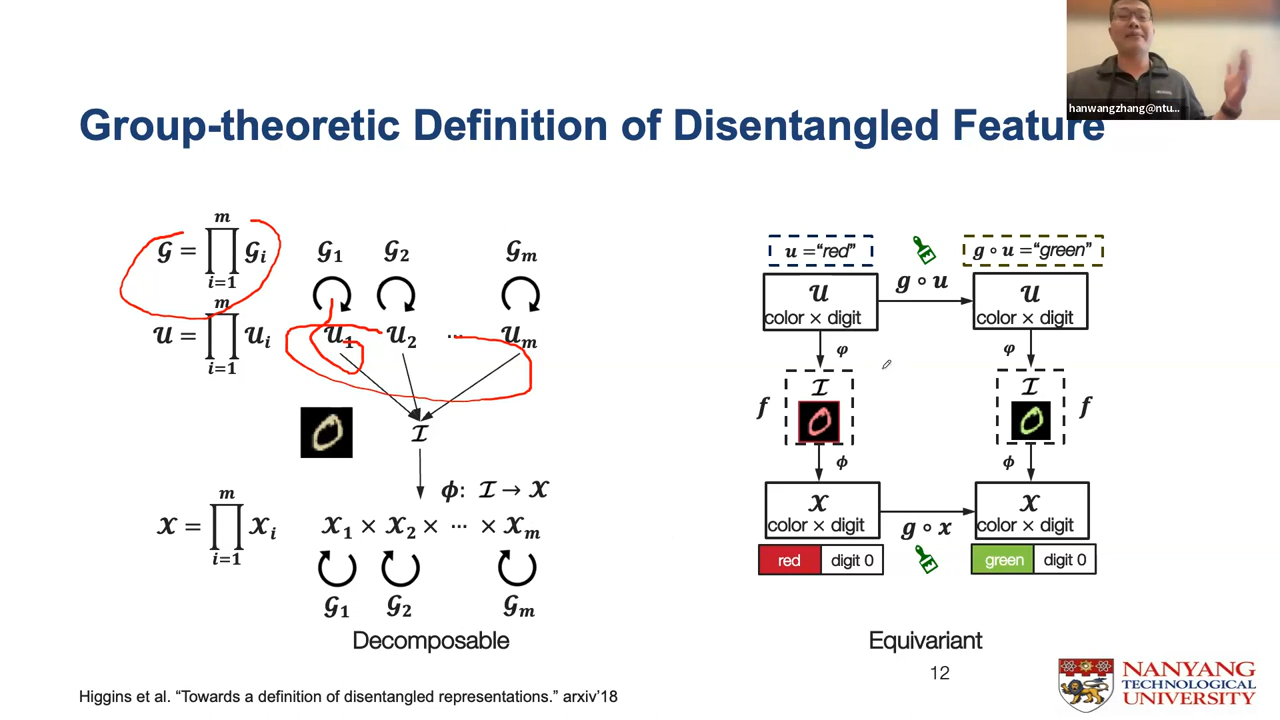 hanwangzhang@ntu...
Group-theoretic Definition of Disentangled Feature
𝒢 = ∏ᵢ₌₁ᵐ 𝒢ᵢ
𝒢₁ 𝒢₂ 𝒢ₘ
𝒰 = ∏ᵢ₌₁ᵐ 𝒰ᵢ
𝒰₁ 𝒰₂ ... 𝒰ₘ
ℐ
ϕ: ℐ → 𝒳
𝒳 = ∏ᵢ₌₁ᵐ 𝒳ᵢ
𝒳₁ × 𝒳₂ × ⋯ × 𝒳ₘ
𝒢₁ 𝒢₂ 𝒢ₘ
Decomposable
u = "red"
g ∘ u = "green"
𝒰
color × digit
g ∘ u
𝒰
color × digit
φ φ
f ℐ ℐ f
ϕ ϕ
𝒳
color × digit
g ∘ x
𝒳
color × digit
red digit 0
green digit 0
Equivariant
12
Higgins et al. "Towards a definition of disentangled representations." arxiv'18
NANYANG
TECHNOLOGICAL
UNIVERSITY